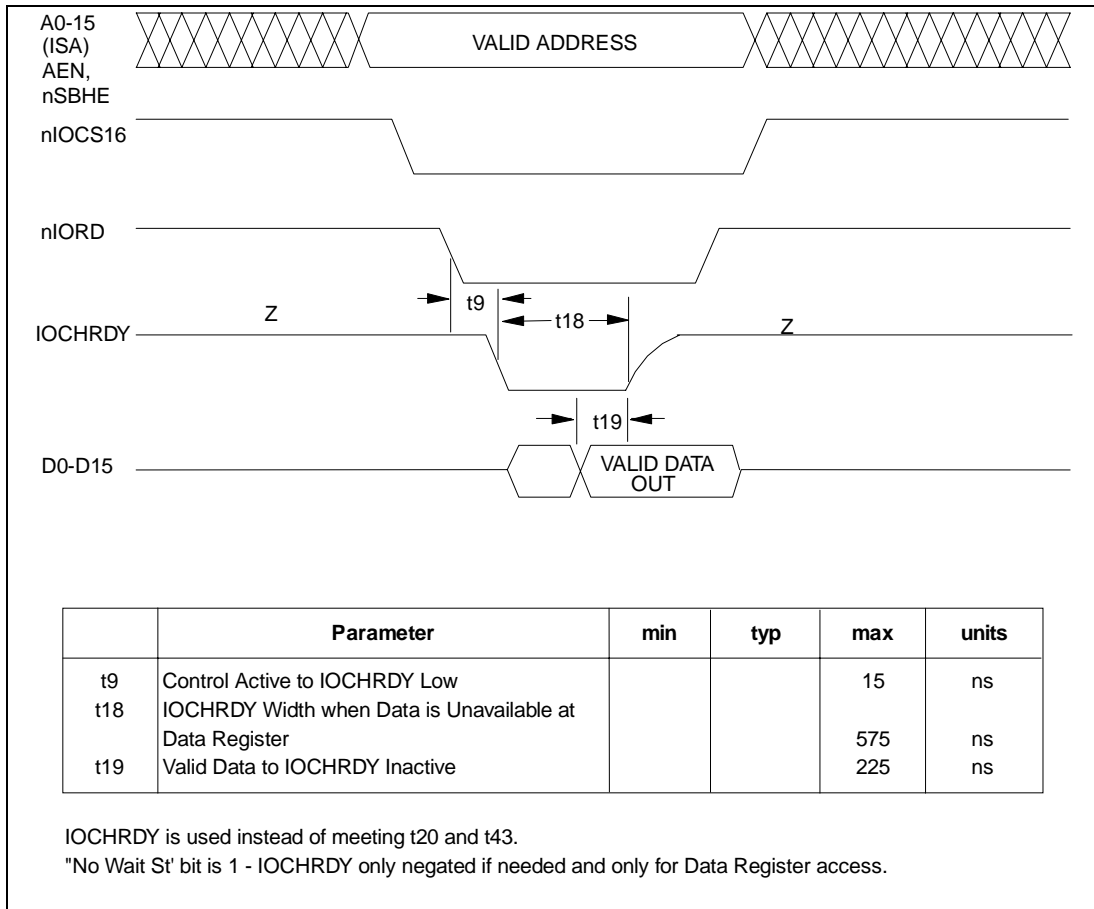 A0-15
(ISA)
AEN,
nSBHE
VALID ADDRESS
nIOCS16
nIORD
t9
Z
t18
Z
IOCHRDY
t19
D0-D15
VALID DATA
OUT
Parameter min typ max units
t9 Control Active to IOCHRDY Low 15 ns
t18 IOCHRDY Width when Data is Unavailable at
Data Register 575 ns
t19 Valid Data to IOCHRDY Inactive 225 ns
IOCHRDY is used instead of meeting t20 and t43.
"No Wait St' bit is 1 - IOCHRDY only negated if needed and only for Data Register access.